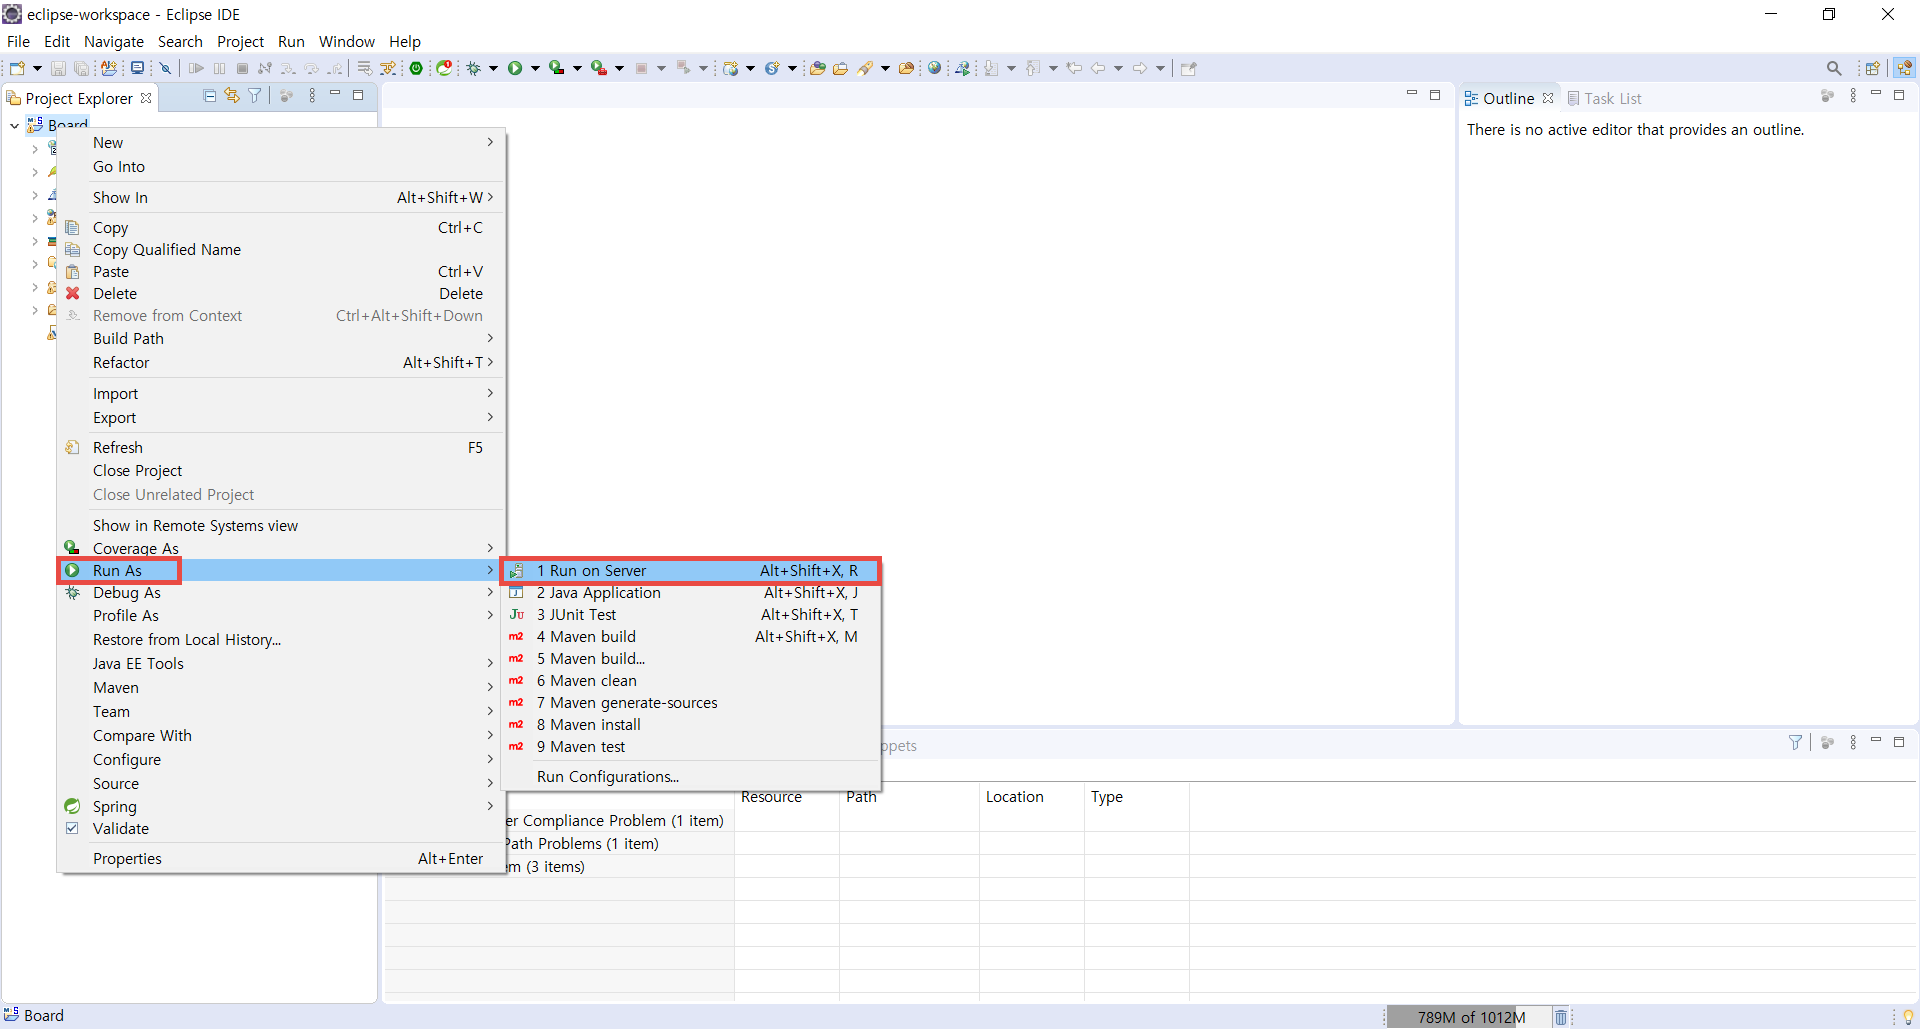 eclipse-workspace - Eclipse IDE
File Edit Navigate Search Project Run Window Help
Project Explorer
Outline Task List
There is no active editor that provides an outline.
Board
New
Go Into
Show In Alt+Shift+W
Copy Ctrl+C
Copy Qualified Name
Paste Ctrl+V
Delete Delete
Remove from Context Ctrl+Alt+Shift+Down
Build Path
Refactor Alt+Shift+T
Import
Export
Refresh F5
Close Project
Close Unrelated Project
Show in Remote Systems view
Coverage As
Run As
Debug As
Profile As
Restore from Local History...
Java EE Tools
Maven
Team
Compare With
Configure
Source
Spring
Validate
Properties Alt+Enter
1 Run on Server Alt+Shift+X, R
2 Java Application Alt+Shift+X, J
3 JUnit Test Alt+Shift+X, T
4 Maven build Alt+Shift+X, M
5 Maven build...
6 Maven clean
7 Maven generate-sources
8 Maven install
9 Maven test
Run Configurations...
Resource Path Location Type
Compliance Problem (1 item)
Path Problems (1 item)
(3 items)
Board
789M of 1012M